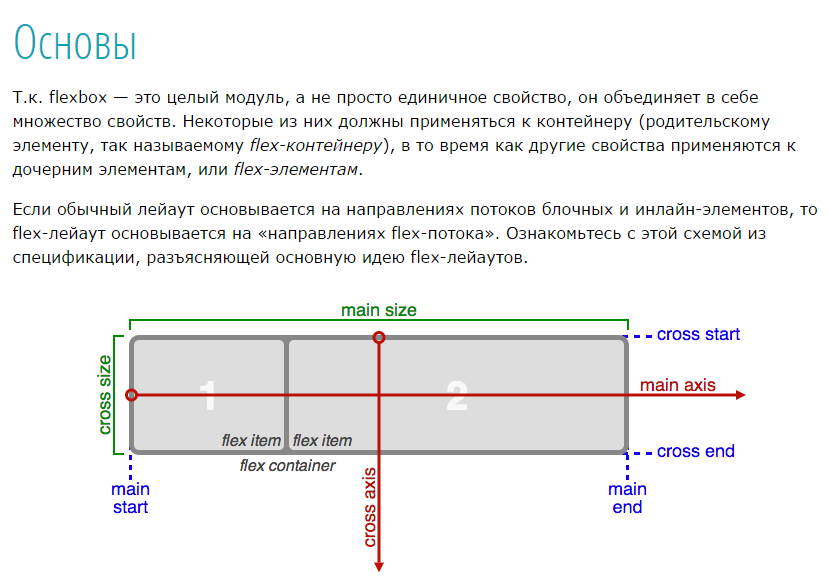 Основы
Т.к. flexbox — это целый модуль, а не просто единичное свойство, он объединяет в себе
множество свойств. Некоторые из них должны применяться к контейнеру (родительскому
элементу, так называемому flex-контейнеру), в то время как другие свойства применяются к
дочерним элементам, или flex-элементам.
Если обычный лейаут основывается на направлениях потоков блочных и инлайн-элементов, то
flex-лейаут основывается на «направлениях flex-потока». Ознакомьтесь с этой схемой из
спецификации, разъясняющей основную идею flex-лейаутов.
main size
cross start
cross size
1
2
main axis
flex item
flex item
cross end
flex container
cross axis
main
start
main
end